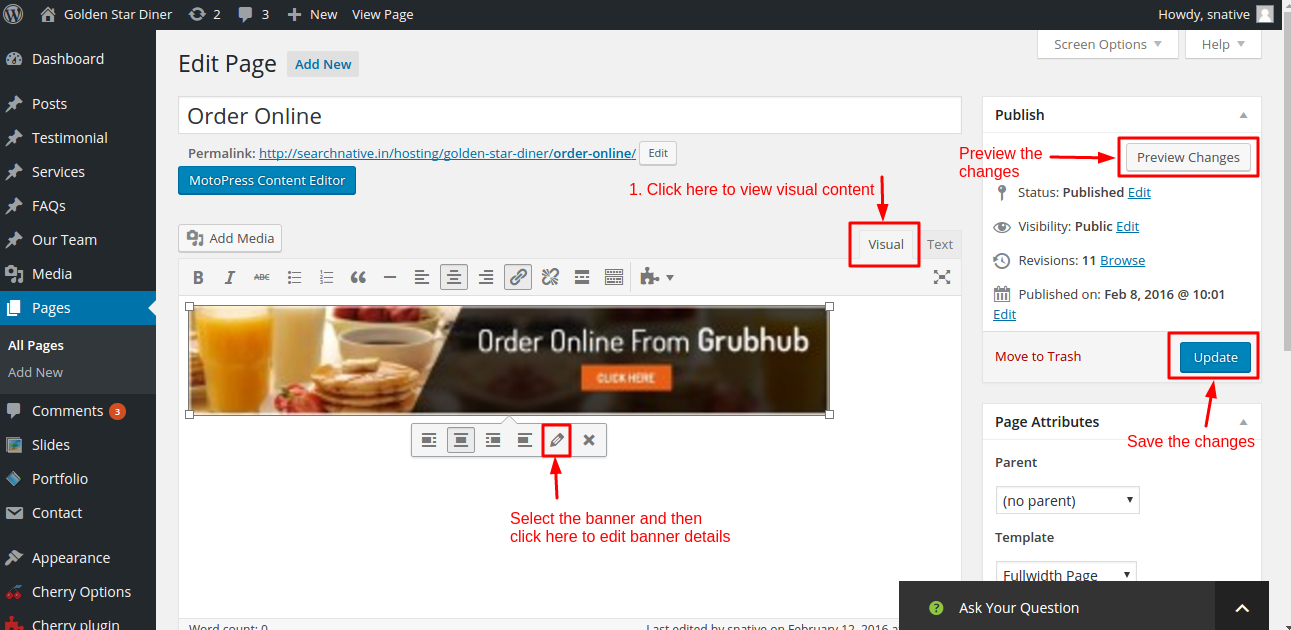 Golden Star Diner 2 3 New View Page Howdy, snative
Screen Options Help
Dashboard
Posts
Testimonial
Services
FAQs
Our Team
Media
Pages
All Pages
Add New
Comments 3
Slides
Portfolio
Contact
Appearance
Cherry Options
Cherry plugin
Edit Page Add New
Order Online
Permalink: http://searchnative.in/hosting/golden-star-diner/order-online/ Edit
MotoPress Content Editor
1. Click here to view visual content
Add Media
Visual Text
B I ABC
Order Online From Grubhub
CLICK HERE
Select the banner and then
click here to edit banner details
Word count: 0
Last edited by snative on February 12, 2016 a
Publish
Preview the
changes
Preview Changes
Status: Published Edit
Visibility: Public Edit
Revisions: 11 Browse
Published on: Feb 8, 2016 @ 10:01
Edit
Move to Trash Update
Save the changes
Page Attributes
Parent
(no parent)
Template
Fullwidth Page
? Ask Your Question